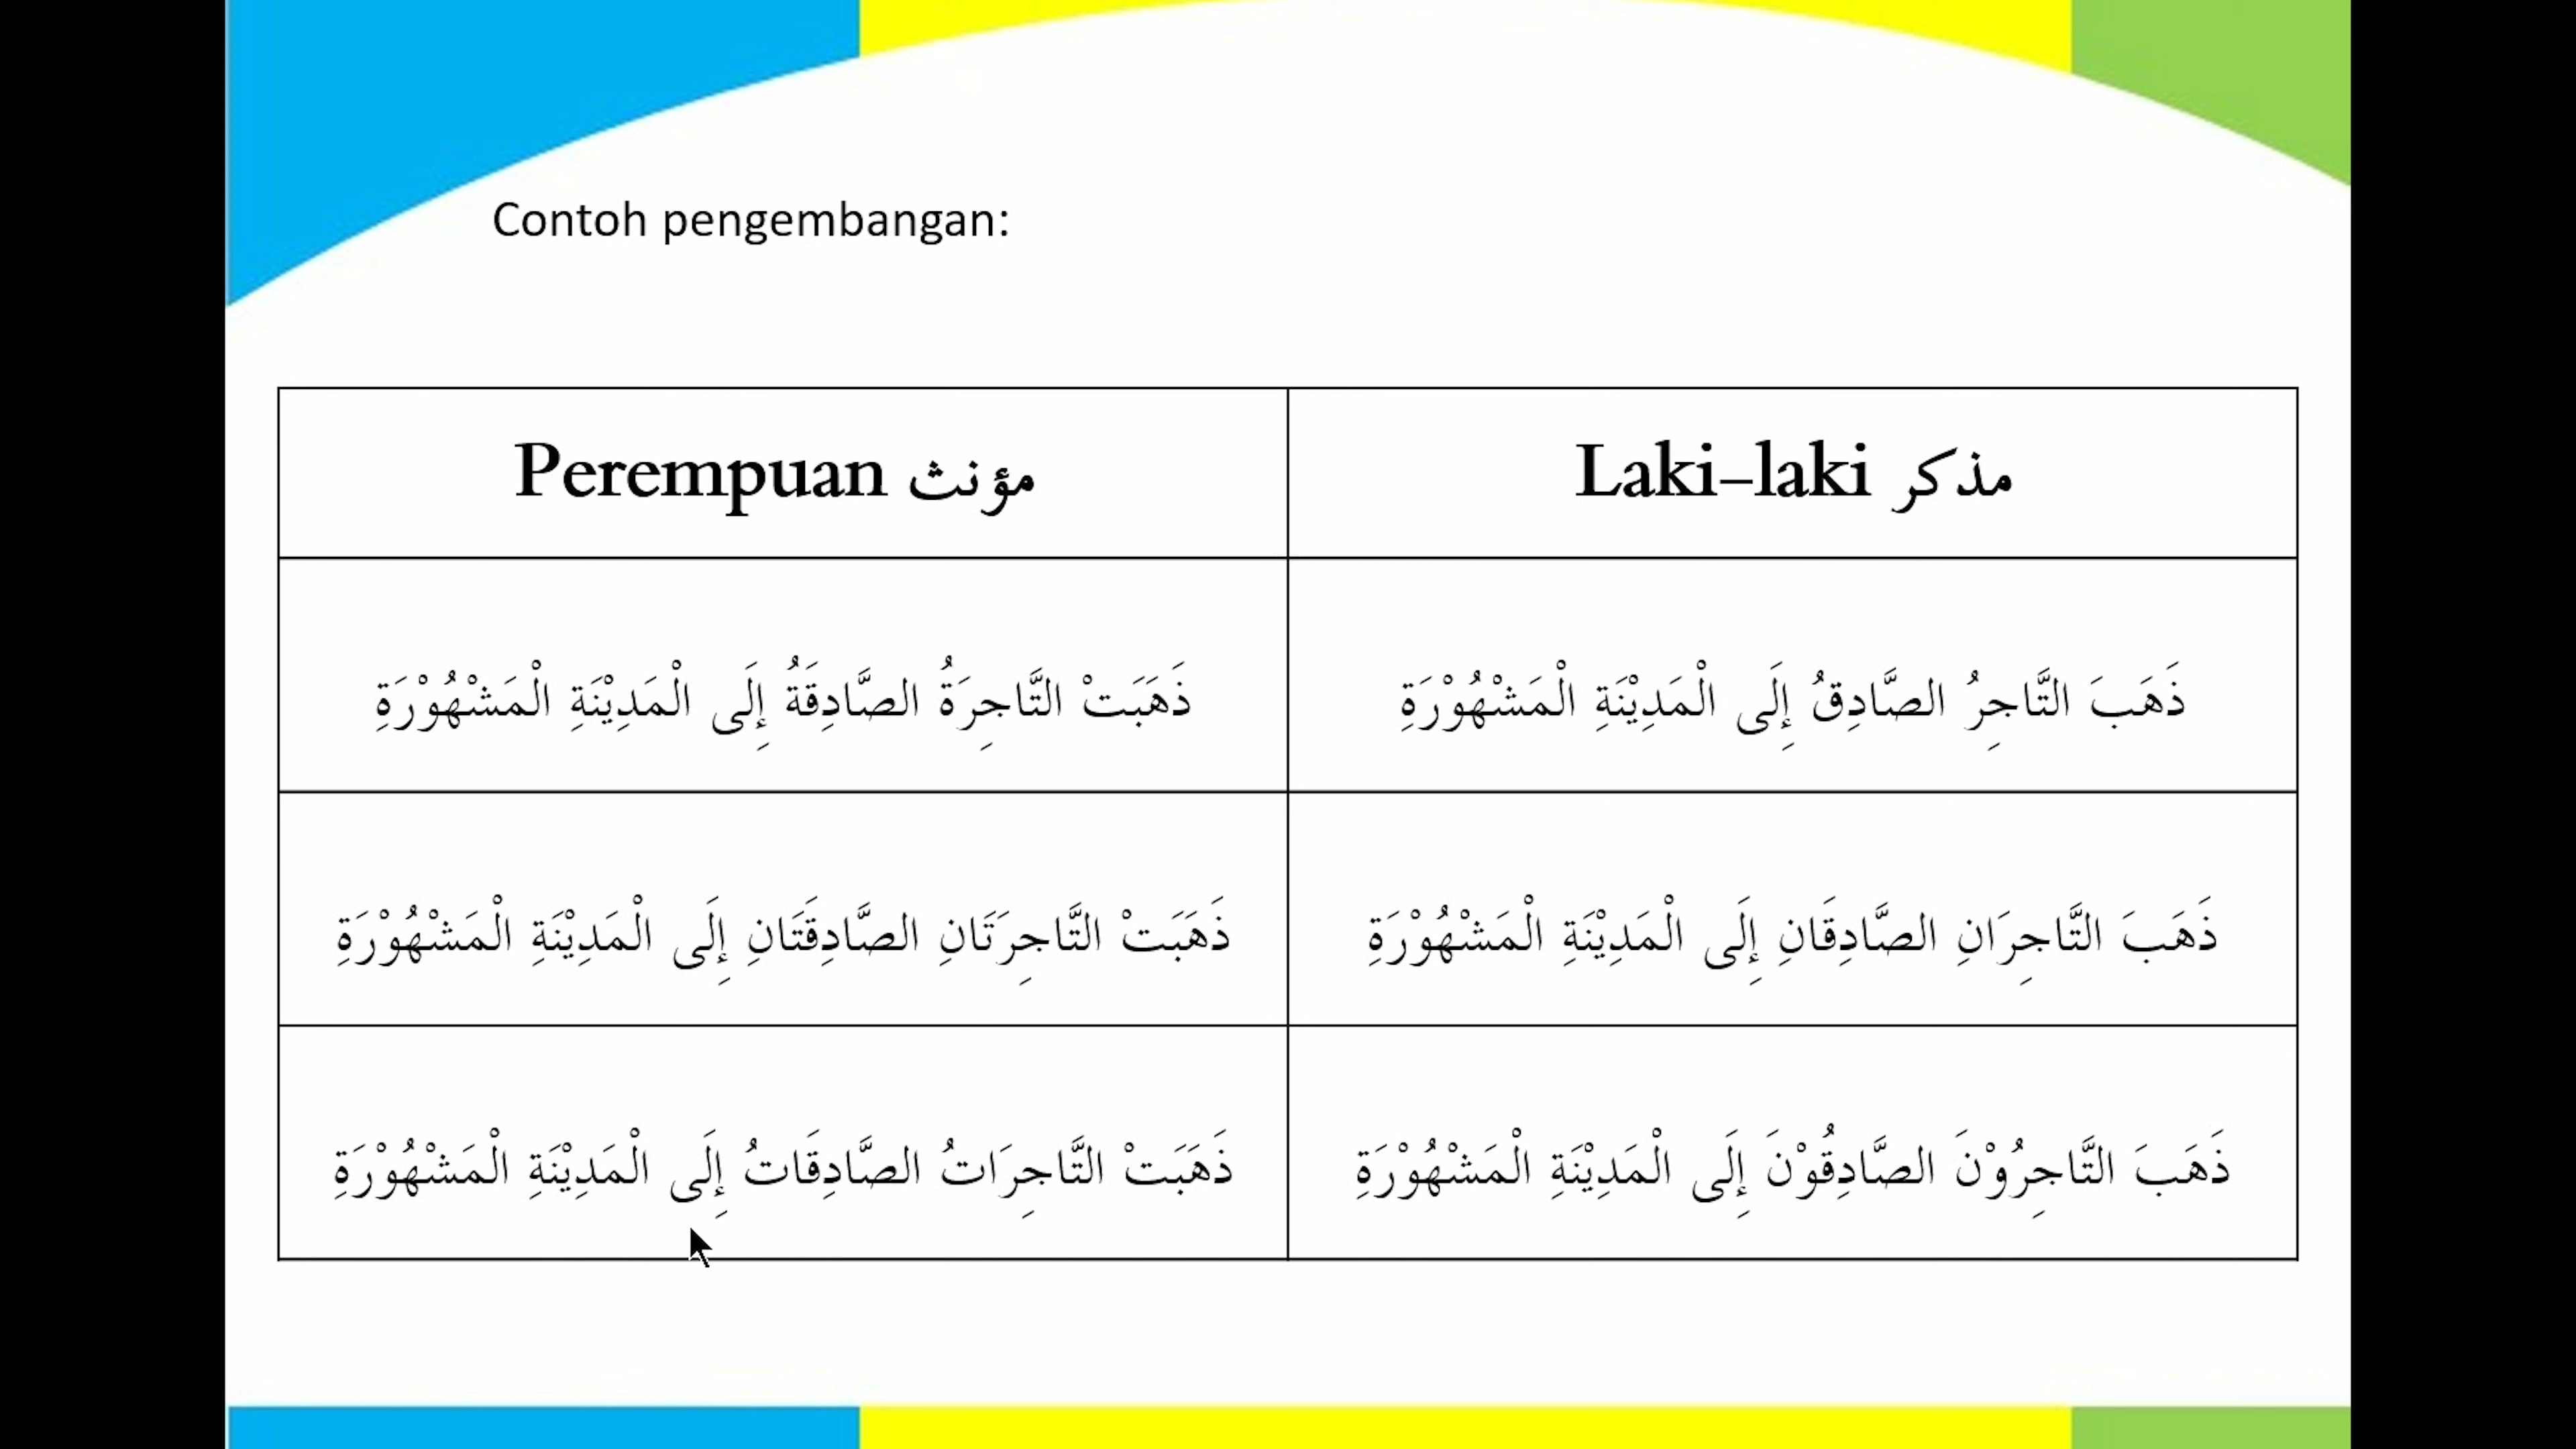 Contoh pengembangan:
Laki-laki مذكر
Perempuan مؤنث
ذَهَبَ التَّاجِرُ الصَّادِقُ إِلَى الْمَدِيْنَةِ الْمَشْهُوْرَةِ
ذَهَبَتْ التَّاجِرَةُ الصَّادِقَةُ إِلَى الْمَدِيْنَةِ الْمَشْهُوْرَةِ
ذَهَبَ التَّاجِرَانِ الصَّادِقَانِ إِلَى الْمَدِيْنَةِ الْمَشْهُوْرَةِ
ذَهَبَتْ التَّاجِرَتَانِ الصَّادِقَتَانِ إِلَى الْمَدِيْنَةِ الْمَشْهُوْرَةِ
ذَهَبَ التَّاجِرُوْنَ الصَّادِقُوْنَ إِلَى الْمَدِيْنَةِ الْمَشْهُوْرَةِ
ذَهَبَتْ التَّاجِرَاتُ الصَّادِقَاتُ إِلَى الْمَدِيْنَةِ الْمَشْهُوْرَةِ